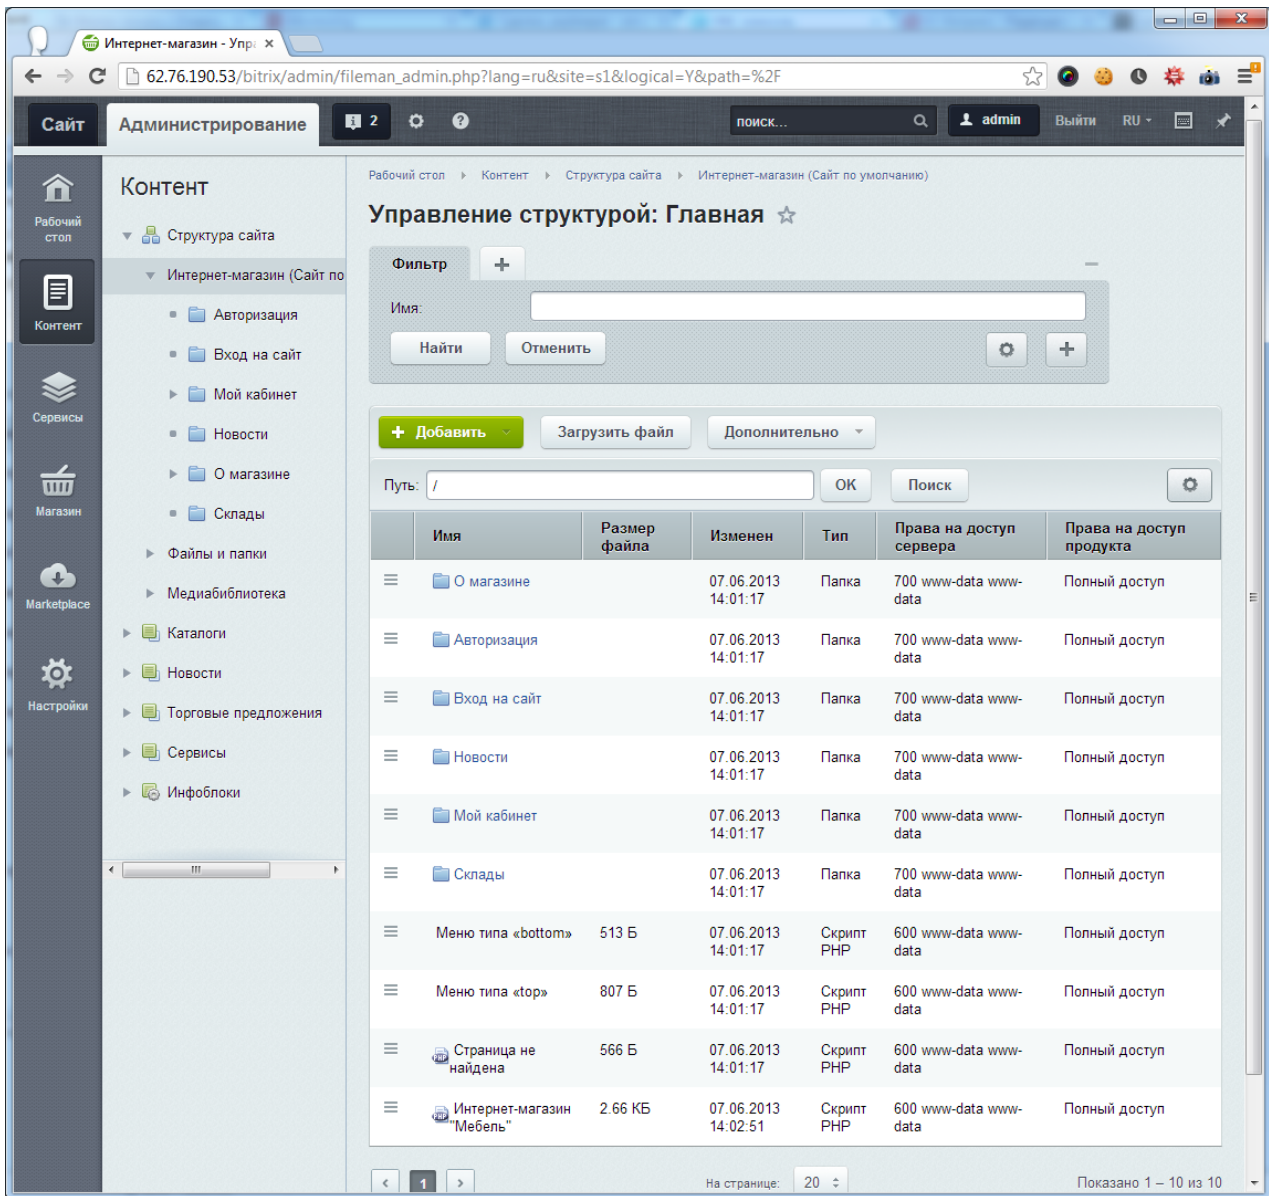 Интернет-магазин - Упра
62.76.190.53/bitrix/admin/fileman_admin.php?lang=ru&site=s1&logical=Y&path=%2F
Сайт
Администрирование
2
поиск...
admin
Выйти
RU
Рабочий стол
Контент
Сервисы
Магазин
Marketplace
Настройки
Контент
Структура сайта
Интернет-магазин (Сайт по
Авторизация
Вход на сайт
Мой кабинет
Новости
О магазине
Склады
Файлы и папки
Медиабиблиотека
Каталоги
Новости
Торговые предложения
Сервисы
Инфоблоки
Рабочий стол Контент Структура сайта Интернет-магазин (Сайт по умолчанию)
Управление структурой: Главная
Фильтр
Имя:
Найти Отменить
Добавить Загрузить файл Дополнительно
Путь: / OK Поиск
Имя Размер файла Изменен Тип Права на доступ сервера Права на доступ продукта
О магазине 07.06.2013 14:01:17 Папка 700 www-data www-data Полный доступ
Авторизация 07.06.2013 14:01:17 Папка 700 www-data www-data Полный доступ
Вход на сайт 07.06.2013 14:01:17 Папка 700 www-data www-data Полный доступ
Новости 07.06.2013 14:01:17 Папка 700 www-data www-data Полный доступ
Мой кабинет 07.06.2013 14:01:17 Папка 700 www-data www-data Полный доступ
Склады 07.06.2013 14:01:17 Папка 700 www-data www-data Полный доступ
Меню типа «bottom» 513 Б 07.06.2013 14:01:17 Скрипт PHP 600 www-data www-data Полный доступ
Меню типа «top» 807 Б 07.06.2013 14:01:17 Скрипт PHP 600 www-data www-data Полный доступ
Страница не найдена 566 Б 07.06.2013 14:01:17 Скрипт PHP 600 www-data www-data Полный доступ
Интернет-магазин "Мебель" 2.66 КБ 07.06.2013 14:02:51 Скрипт PHP 600 www-data www-data Полный доступ
1 На странице: 20 Показано 1 – 10 из 10